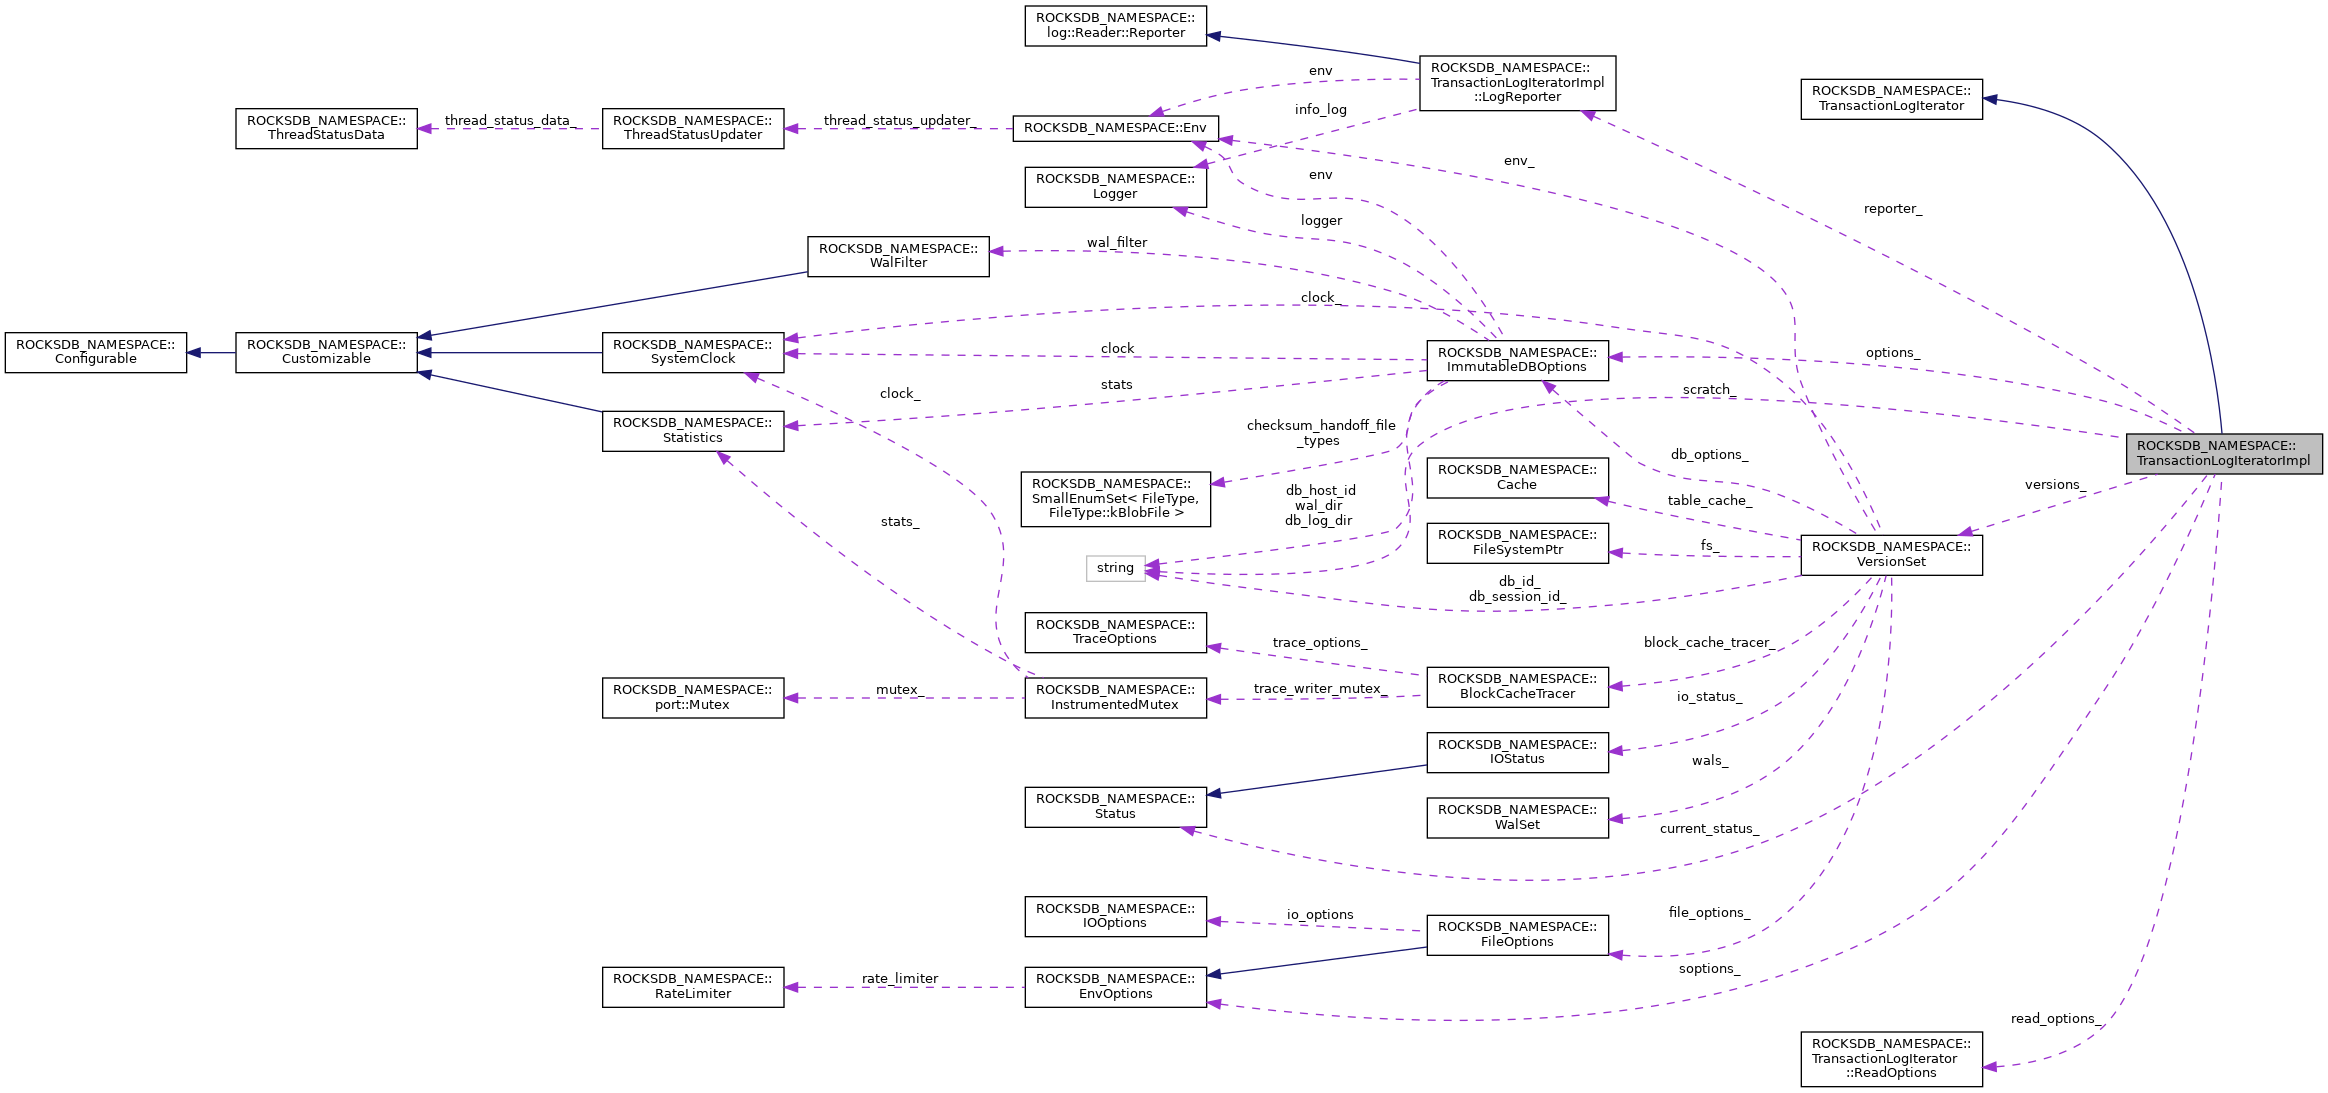 ROCKSDB_NAMESPACE::
log::Reader::Reporter
ROCKSDB_NAMESPACE::
TransactionLogIteratorImpl
::LogReporter
env
ROCKSDB_NAMESPACE::
TransactionLogIterator
info_log
ROCKSDB_NAMESPACE::
ThreadStatusData
thread_status_data_
ROCKSDB_NAMESPACE::
ThreadStatusUpdater
thread_status_updater_
ROCKSDB_NAMESPACE::Env
env_
ROCKSDB_NAMESPACE::
Logger
env
reporter_
logger
ROCKSDB_NAMESPACE::
WalFilter
wal_filter
clock_
ROCKSDB_NAMESPACE::
Configurable
ROCKSDB_NAMESPACE::
Customizable
ROCKSDB_NAMESPACE::
SystemClock
clock
ROCKSDB_NAMESPACE::
ImmutableDBOptions
options_
stats
clock_
scratch_
ROCKSDB_NAMESPACE::
Statistics
checksum_handoff_file
_types
ROCKSDB_NAMESPACE::
TransactionLogIteratorImpl
db_options_
ROCKSDB_NAMESPACE::
Cache
ROCKSDB_NAMESPACE::
SmallEnumSet< FileType,
FileType::kBlobFile >
versions_
table_cache_
db_host_id
wal_dir
db_log_dir
stats_
ROCKSDB_NAMESPACE::
FileSystemPtr
fs_
ROCKSDB_NAMESPACE::
VersionSet
string
db_id_
db_session_id_
ROCKSDB_NAMESPACE::
TraceOptions
trace_options_
block_cache_tracer_
ROCKSDB_NAMESPACE::
port::Mutex
mutex_
ROCKSDB_NAMESPACE::
InstrumentedMutex
trace_writer_mutex_
ROCKSDB_NAMESPACE::
BlockCacheTracer
io_status_
ROCKSDB_NAMESPACE::
IOStatus
wals_
ROCKSDB_NAMESPACE::
Status
ROCKSDB_NAMESPACE::
WalSet
current_status_
ROCKSDB_NAMESPACE::
IOOptions
io_options
ROCKSDB_NAMESPACE::
FileOptions
file_options_
ROCKSDB_NAMESPACE::
RateLimiter
rate_limiter
ROCKSDB_NAMESPACE::
EnvOptions
soptions_
read_options_
ROCKSDB_NAMESPACE::
TransactionLogIterator
::ReadOptions